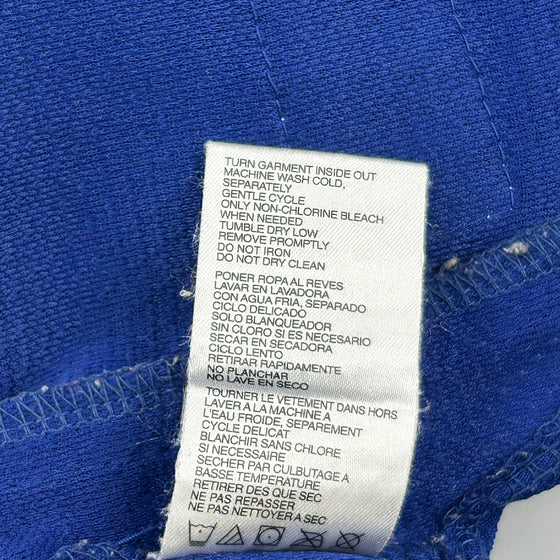 TURN GARMENT INSIDE OUT
MACHINE WASH COLD,
SEPARATELY
GENTLE CYCLE
ONLY NON-CHLORINE BLEACH
WHEN NEEDED
TUMBLE DRY LOW
REMOVE PROMPTLY
DO NOT IRON
DO NOT DRY CLEAN
PONER ROPA AL REVES
LAVAR EN LAVADORA
CON AGUA FRIA, SEPARADO
CICLO DELICADO
SOLO BLANQUEADOR
SIN CLORO SI ES NECESARIO
SECAR EN SECADORA
CICLO LENTO
RETIRAR RAPIDAMENTE
NO PLANCHAR
NO LAVE EN SECO
TOURNER LE VETEMENT DANS HORS
LAVER A LA MACHINE A
L'EAU FROIDE, SEPAREMENT
CYCLE DELICAT
BLANCHIR SANS CHLORE
SI NECESSAIRE
SECHER PAR CULBUTAGE A
BASSE TEMPERATURE
RETIRER DES QUE SEC
NE PAS REPASSER
NE PAS NETTOYER A SEC